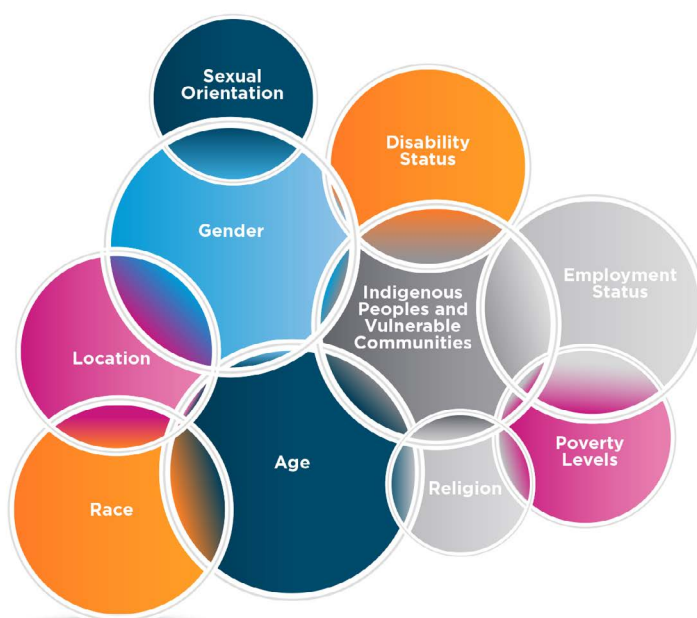 Sexual
Orientation
Disability
Status
Gender
Employment
Status
Indigenous
Peoples and
Vulnerable
Communities
Location
Age
Poverty
Levels
Religion
Race